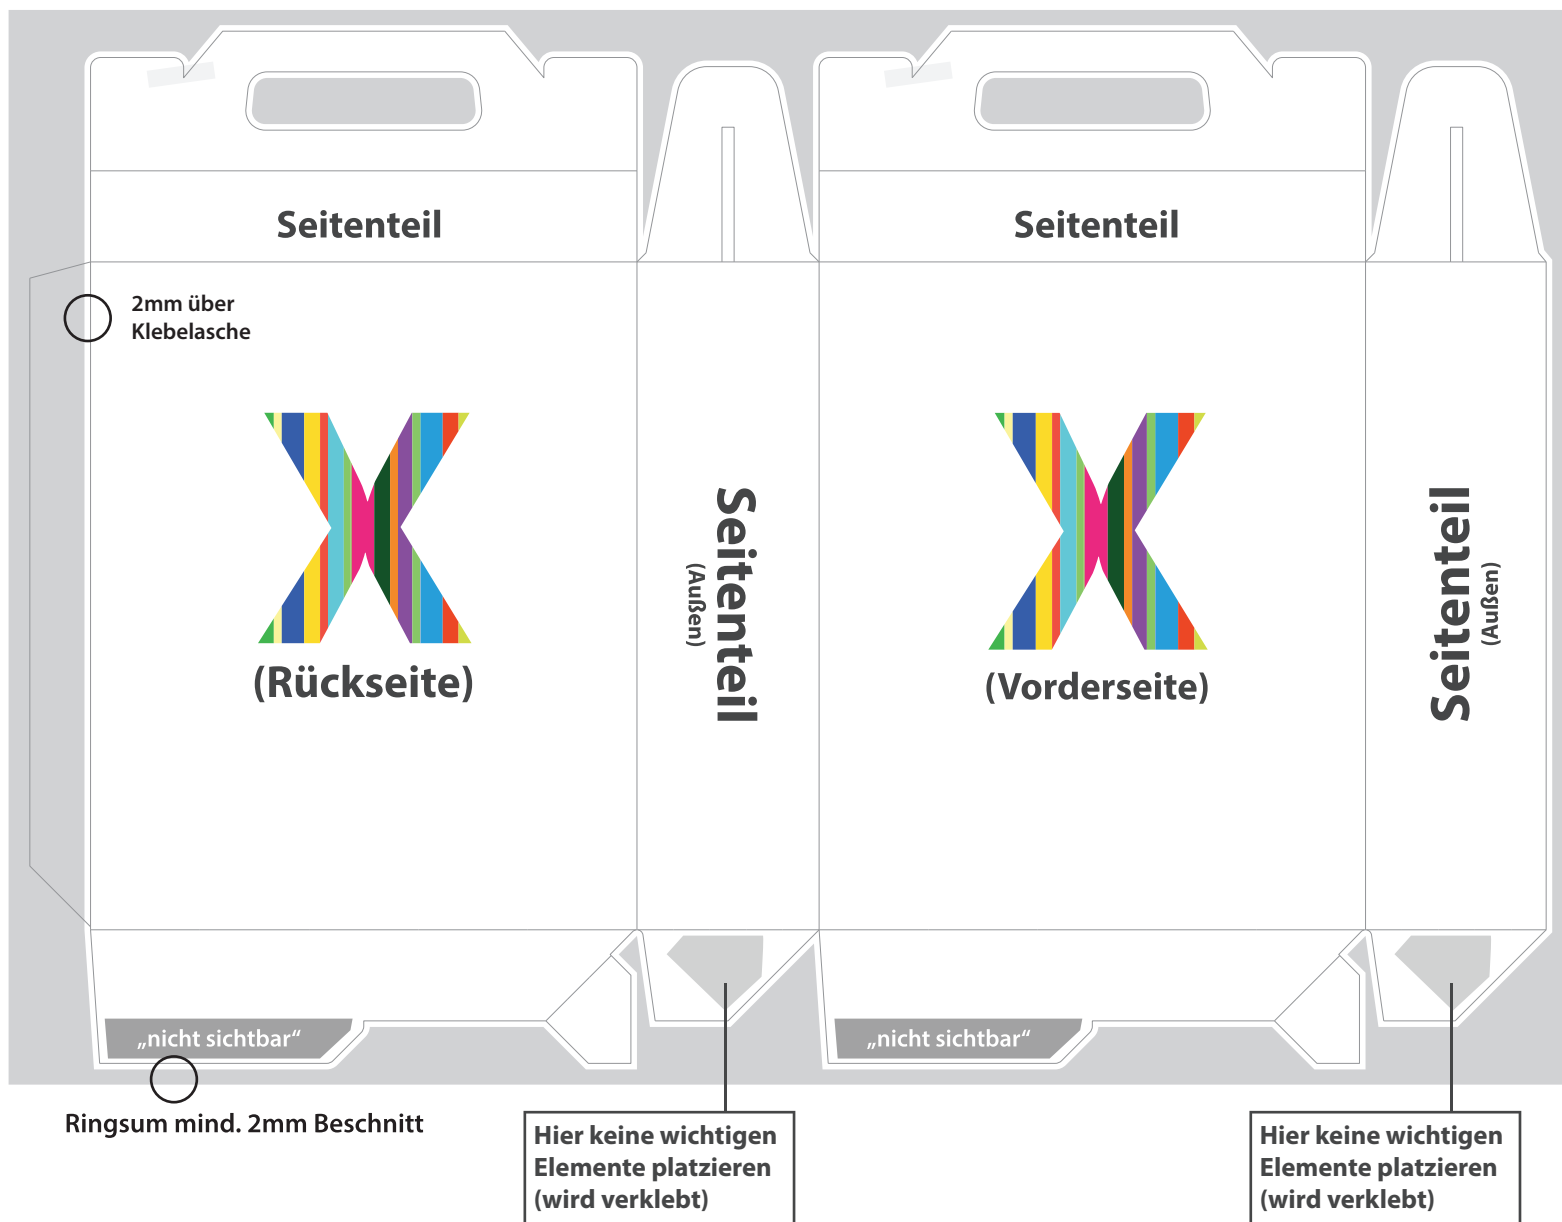 Seitenteil
Seitenteil
2mm über
Klebelasche
X
X
(Rückseite)
(Vorderseite)
Seitenteil
(Außen)
Seitenteil
(Außen)
„nicht sichtbar“
„nicht sichtbar“
Ringsum mind. 2mm Beschnitt
Hier keine wichtigen
Elemente platzieren
(wird verklebt)
Hier keine wichtigen
Elemente platzieren
(wird verklebt)